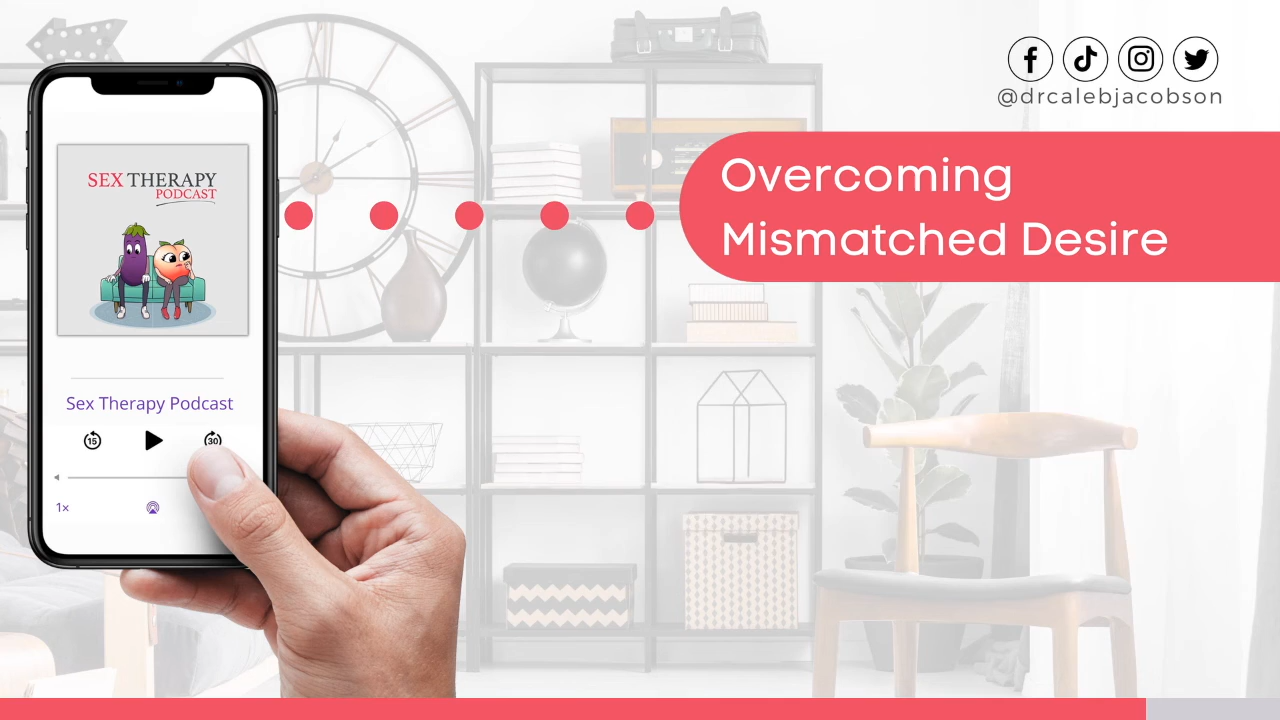 @drcalebjacobson
Overcoming
Mismatched Desire
SEX THERAPY
PODCAST
Sex Therapy Podcast
15
30
1×